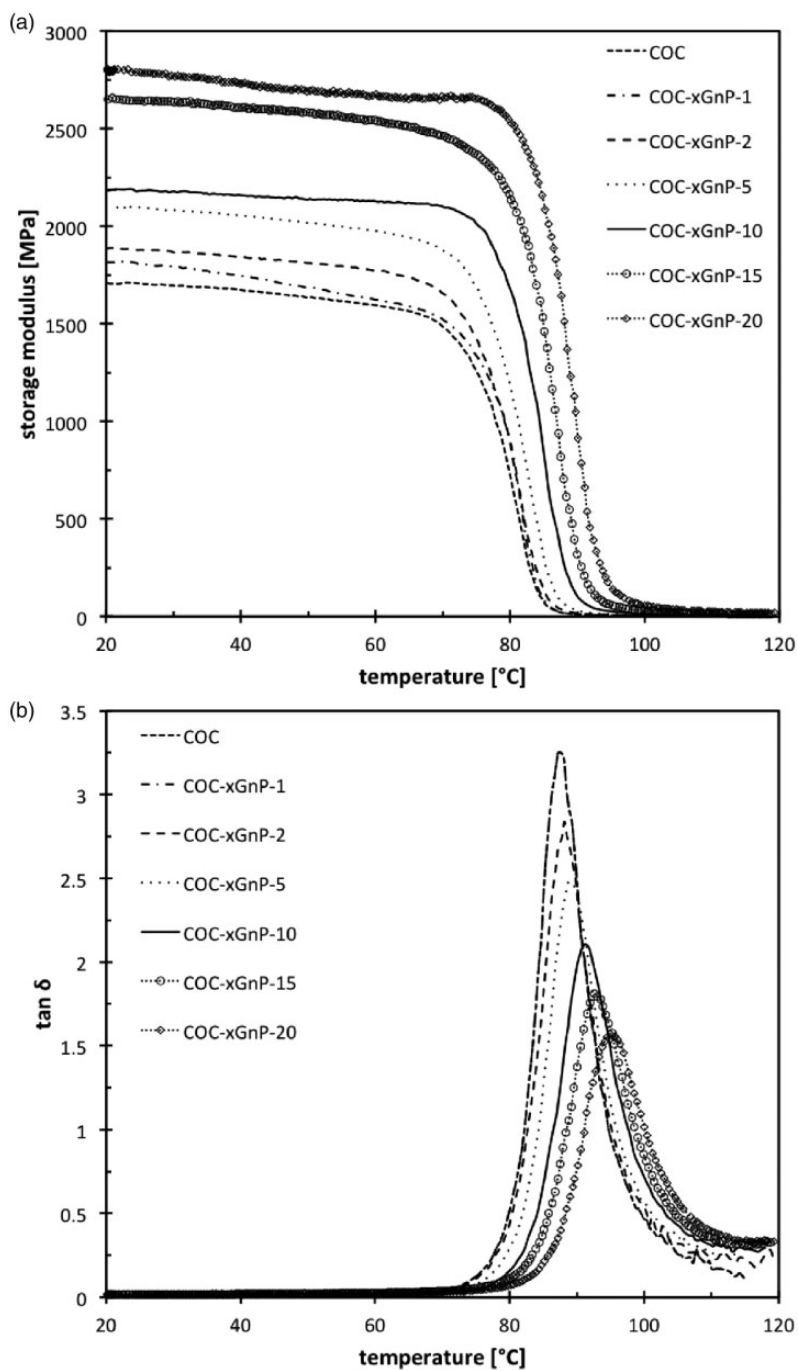 (a)
3000
2500
2000
1500
1000
500
0
storage modulus [MPa]
COC
COC-xGnP-1
COC-xGnP-2
COC-xGnP-5
COC-xGnP-10
COC-xGnP-15
COC-xGnP-20
20 40 60 80 100 120
temperature [°C]
(b)
3.5
3
2.5
2
1.5
1
0.5
0
tan δ
COC
COC-xGnP-1
COC-xGnP-2
COC-xGnP-5
COC-xGnP-10
COC-xGnP-15
COC-xGnP-20
20 40 60 80 100 120
temperature [°C]